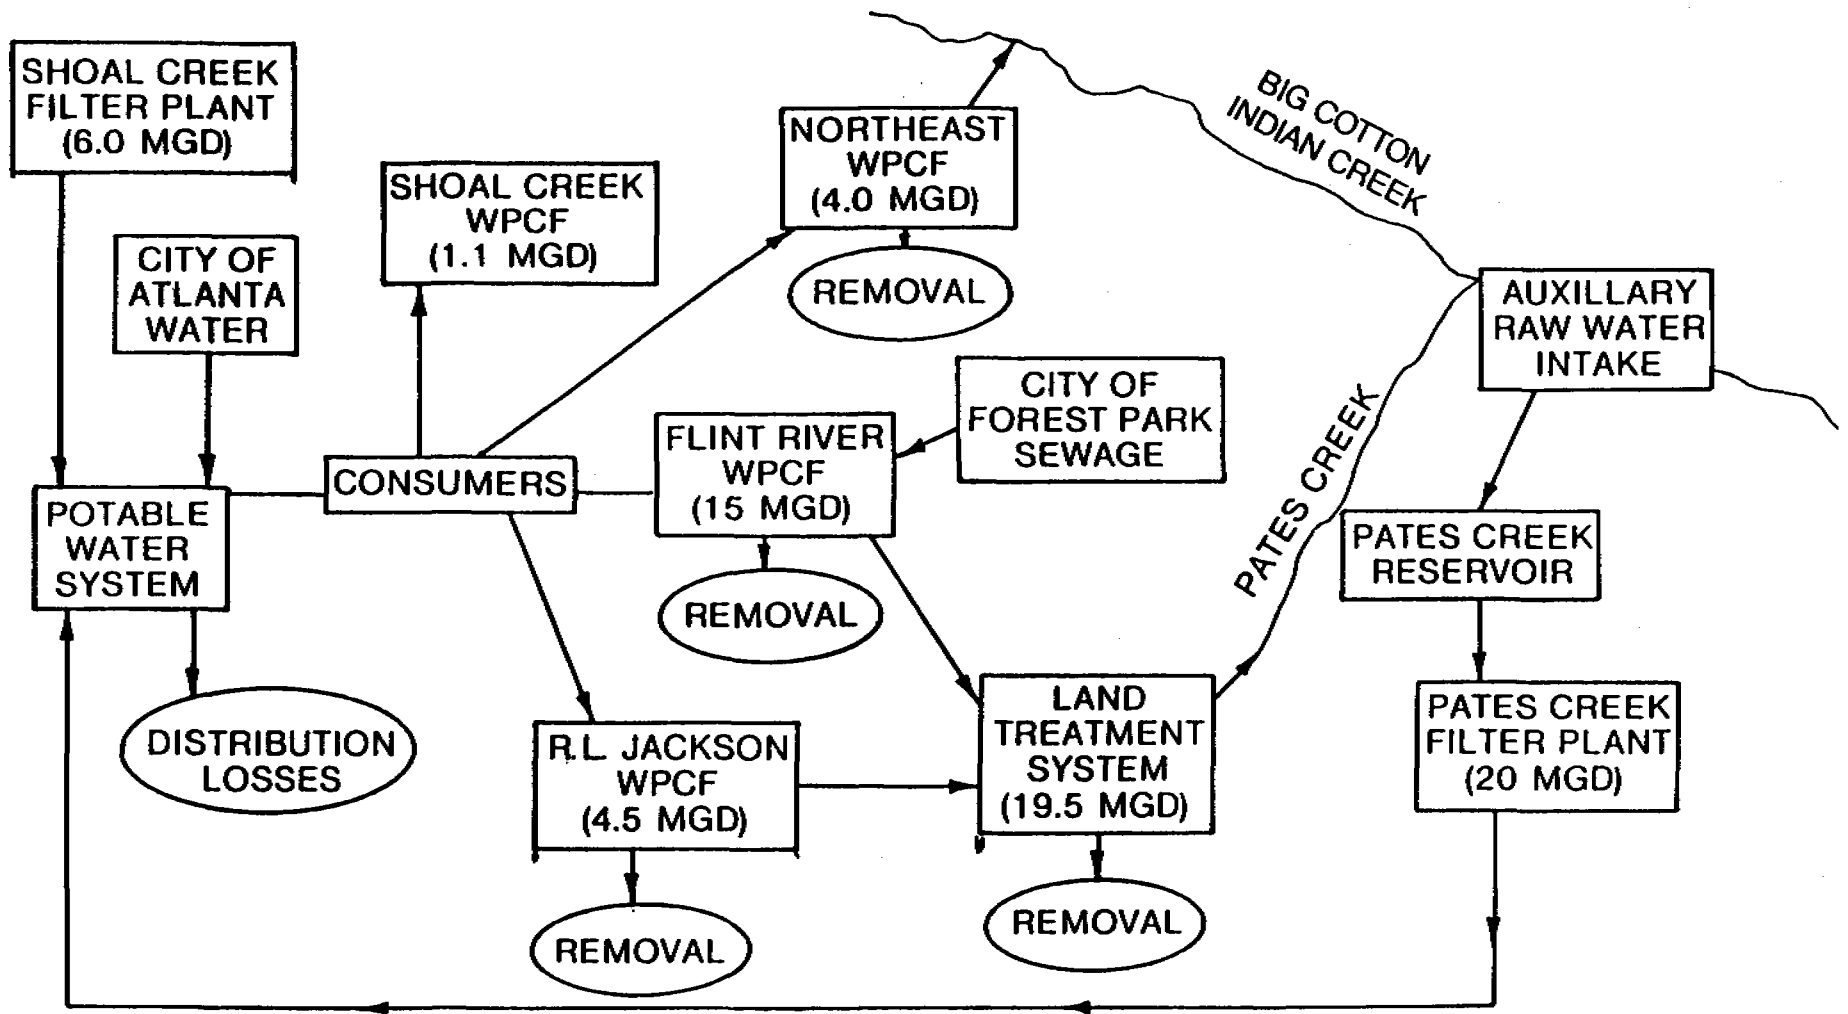 SHOAL CREEK
FILTER PLANT
(6.0 MGD)
CITY OF
ATLANTA
WATER
SHOAL CREEK
WPCF
(1.1 MGD)
NORTHEAST
WPCF
(4.0 MGD)
REMOVAL
BIG COTTON
INDIAN CREEK
AUXILLARY
RAW WATER
INTAKE
CITY OF
FOREST PARK
SEWAGE
FLINT RIVER
WPCF
(15 MGD)
CONSUMERS
POTABLE
WATER
SYSTEM
PATES CREEK
PATES CREEK
RESERVOIR
REMOVAL
DISTRIBUTION
LOSSES
R.L JACKSON
WPCF
(4.5 MGD)
LAND
TREATMENT
SYSTEM
(19.5 MGD)
PATES CREEK
FILTER PLANT
(20 MGD)
REMOVAL
REMOVAL